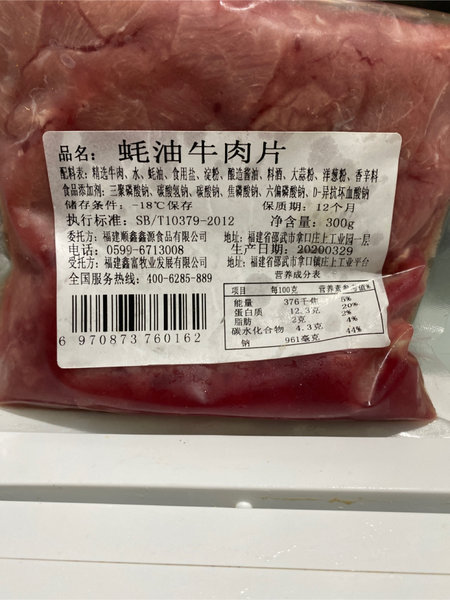 品名: 蚝油牛肉片
配料表: 精选牛肉、水、蚝油、食用盐、淀粉、酿造酱油、料酒、大蒜粉、洋葱粉、香辛料
食品添加剂: 三聚磷酸钠、碳酸氢钠、碳酸钠、焦磷酸钠、六偏磷酸钠、D-异抗坏血酸钠
储存条件: -18℃保存 保质期: 12个月
执行标准: SB/T10379-2012 净含量: 300g
委托方: 福建顺鑫鑫源食品有限公司 地址: 福建省邵武市拿口庄上工业园一层
电话: 0599-6713008 生产日期: 20200329
受托方: 福建鑫富牧业发展有限公司 地址: 福建省邵武市拿口镇庄上工业平台
全国服务热线: 400-6285-889 营养成分表
项目 每100克 营养素参考值%
能量 376千焦 5%
蛋白质 12.3克 20%
脂肪 2克 2%
碳水化合物 4.3克 4%
钠 961毫克 44%
6 970873 760162